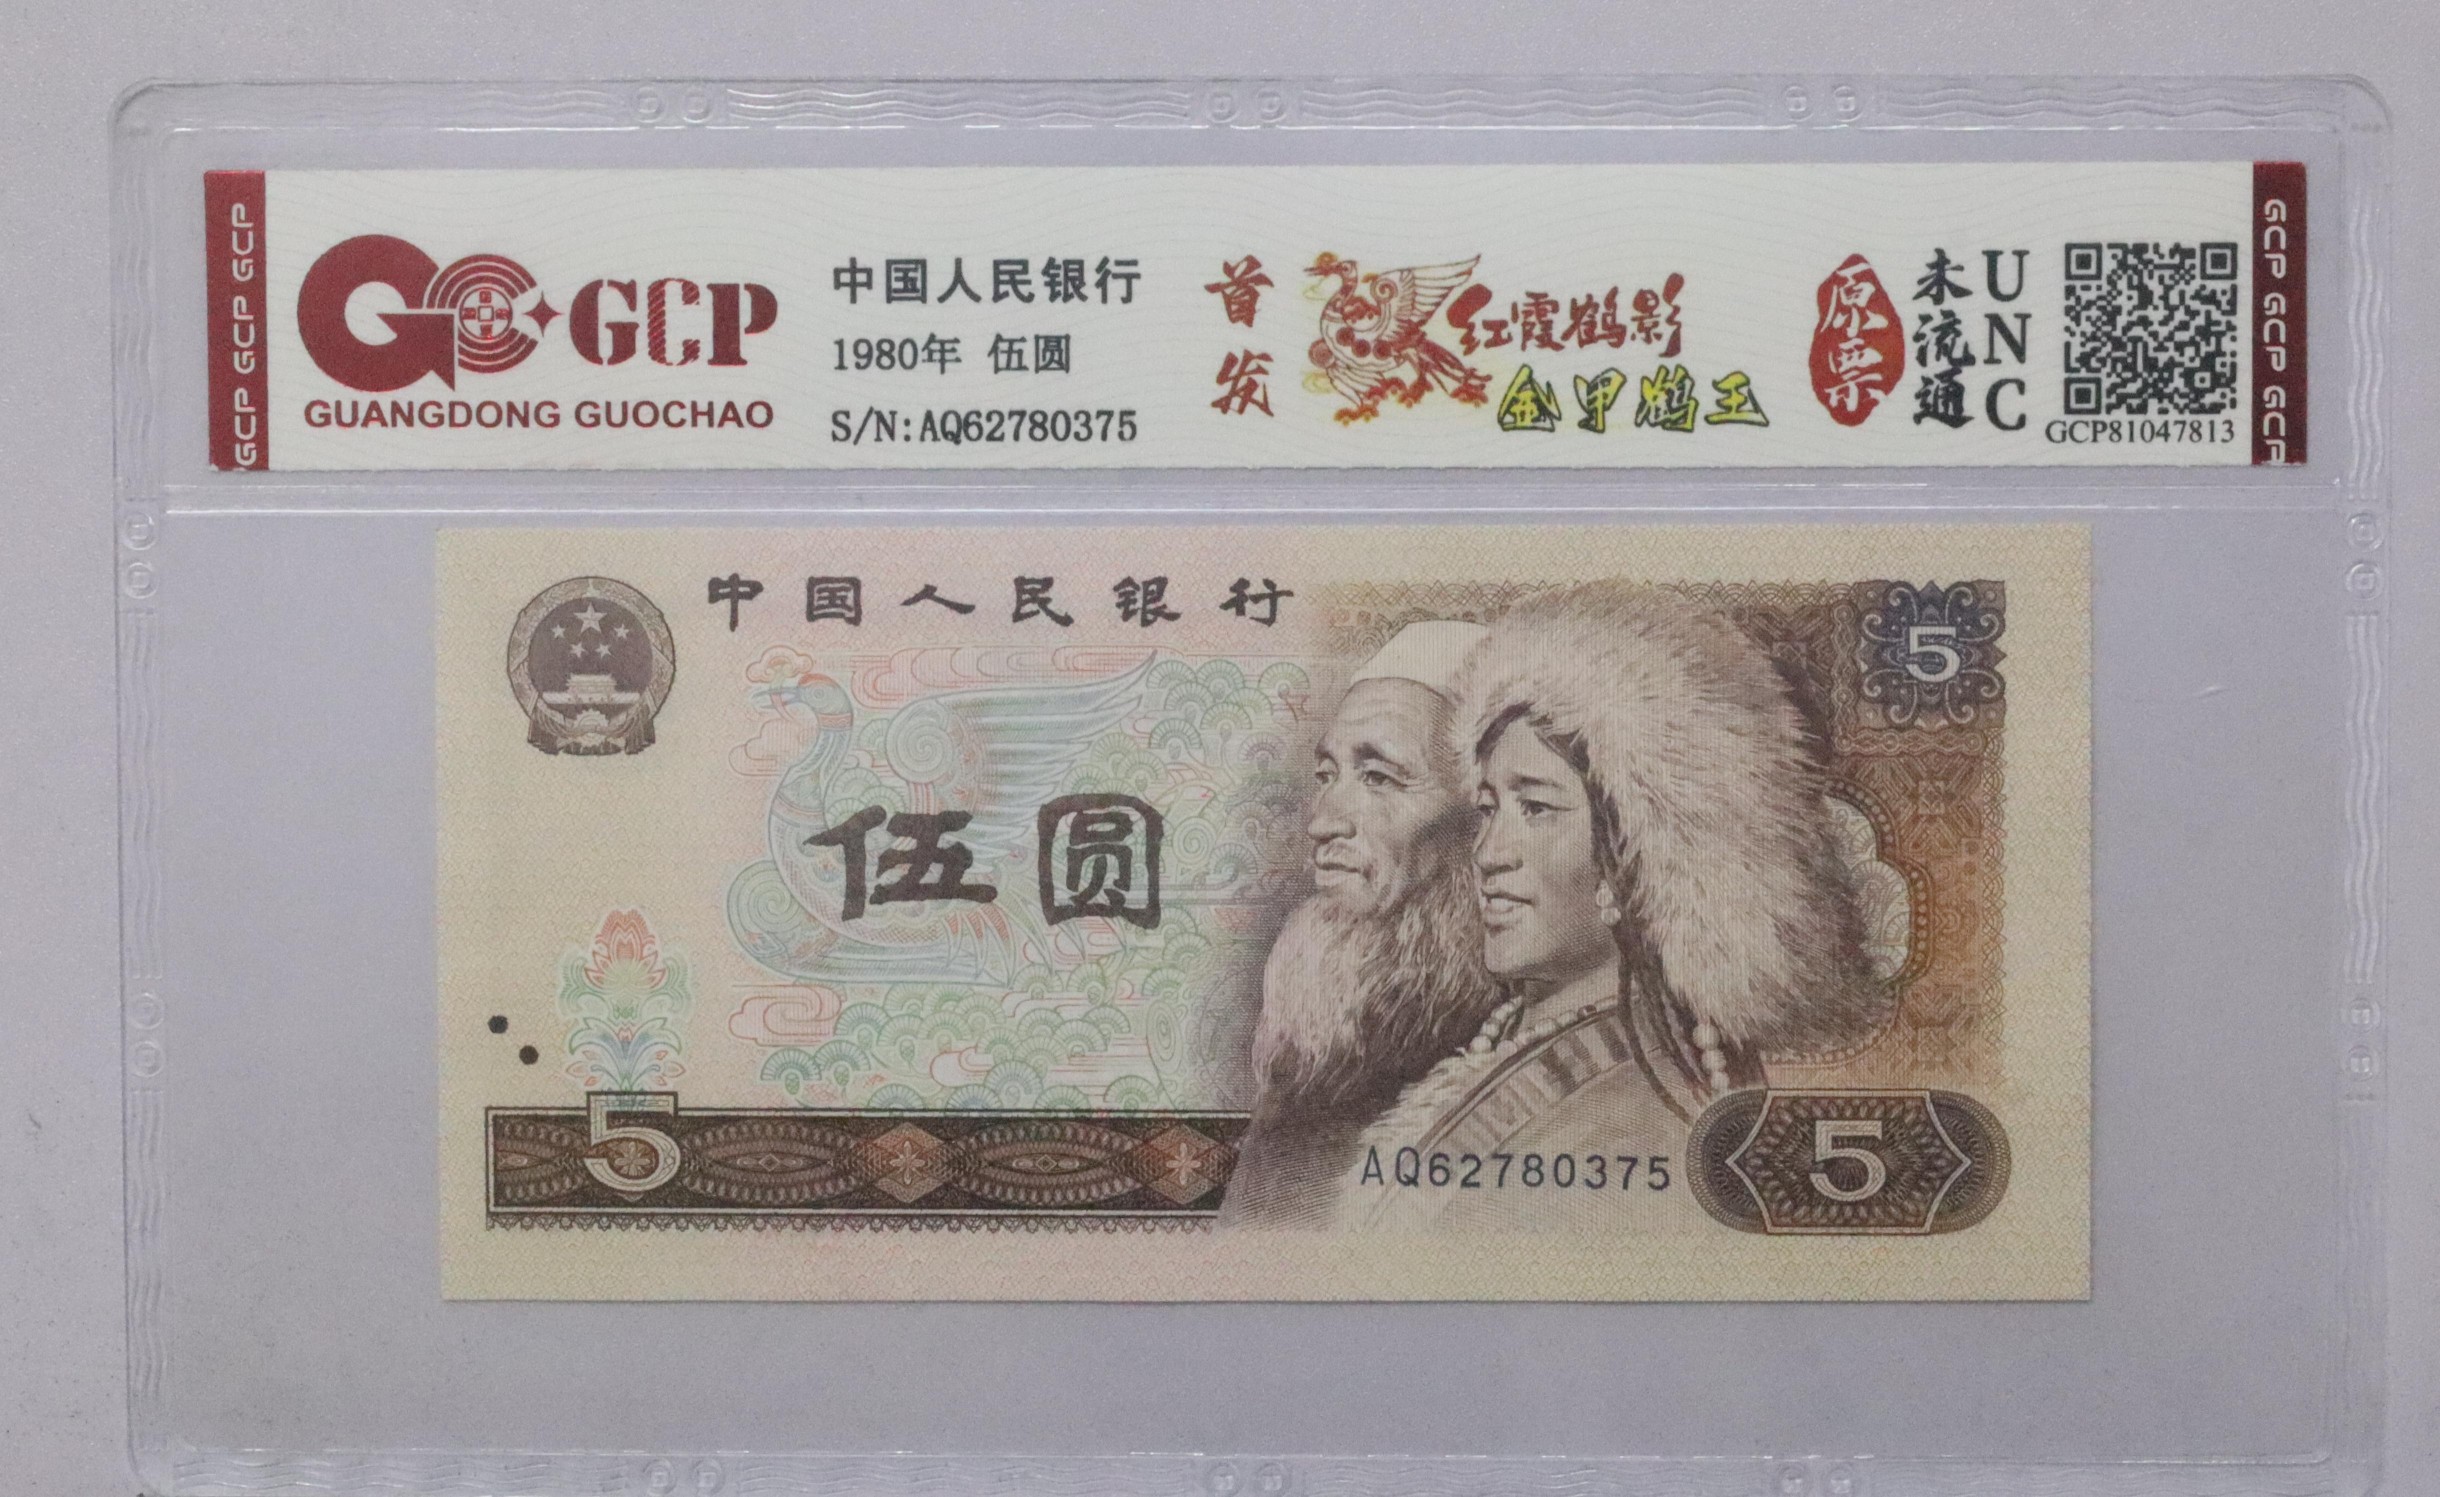 GCP GCP GCP
GCP
GUANGDONG GUOCHAO
中国人民银行
1980年 伍圆
S/N:AQ62780375
首发
红霞鹤影
金甲鹤王
原票
未流通
UNC
GCP81047813
GCP GCP GCP
中国人民银行
5
伍圆
5
AQ62780375
5